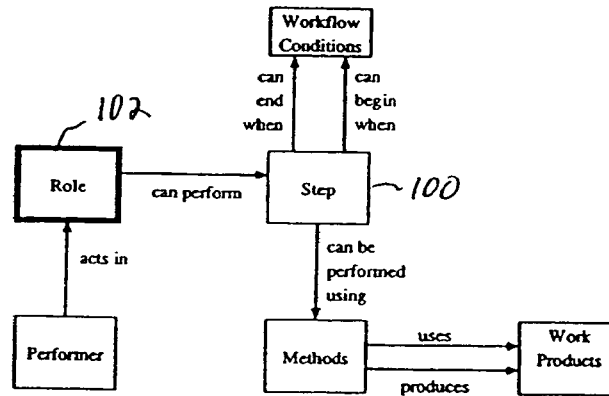 Workflow
Conditions
can
end
when
can
begin
when
102
Role
can perform
Step
100
acts in
can be
performed
using
Performer
Methods
uses
produces
Work
Products